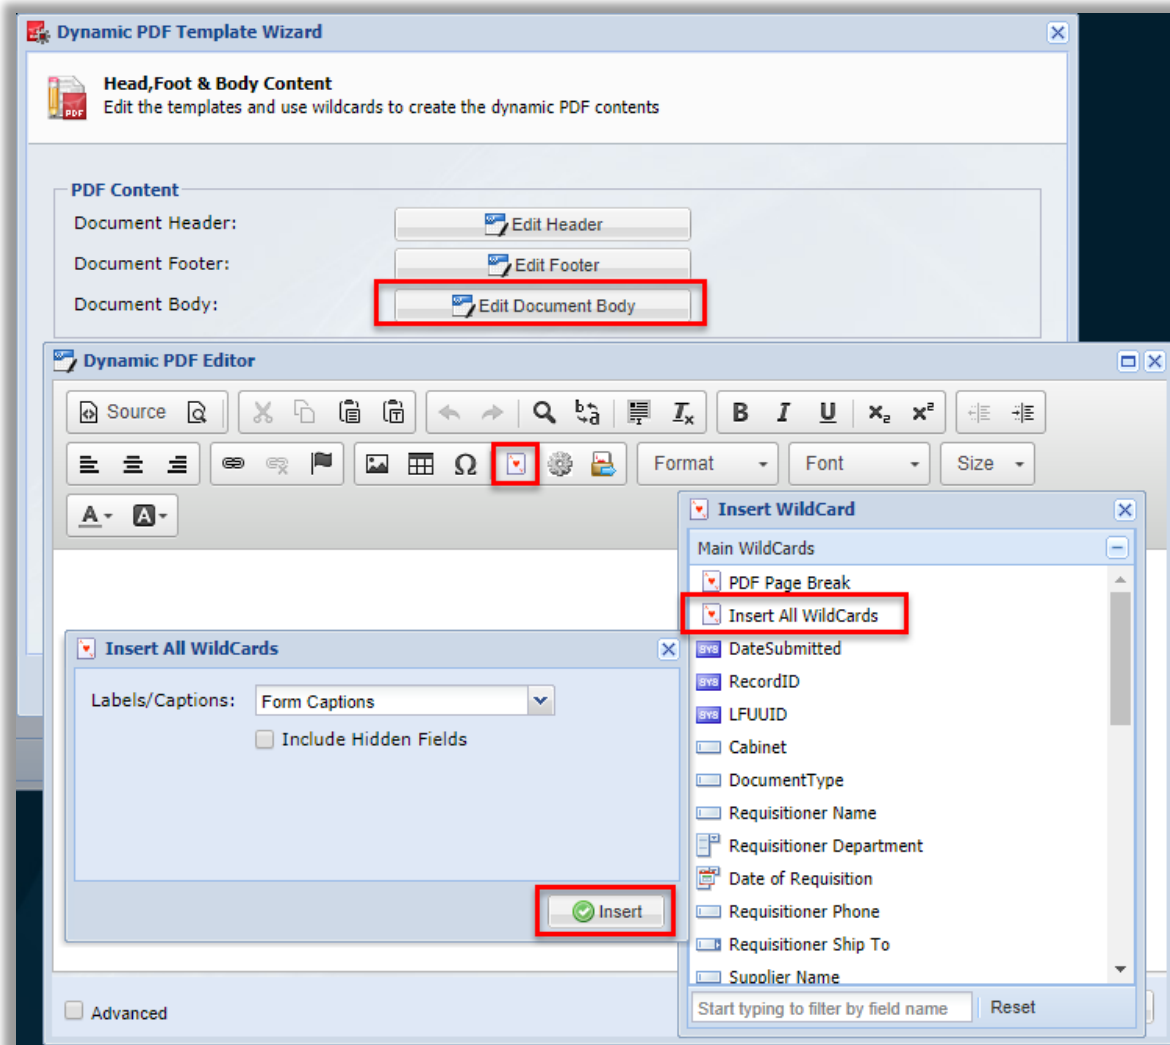 Dynamic PDF Template Wizard
Head,Foot & Body Content
Edit the templates and use wildcards to create the dynamic PDF contents
PDF Content
Document Header:
Edit Header
Document Footer:
Edit Footer
Document Body:
Edit Document Body
Dynamic PDF Editor
Source
Format
Font
Size
Insert WildCard
Main WildCards
PDF Page Break
Insert All WildCards
SYS DateSubmitted
SYS RecordID
SYS LFUUID
Cabinet
DocumentType
Requisitioner Name
Requisitioner Department
Date of Requisition
Requisitioner Phone
Requisitioner Ship To
Supplier Name
Start typing to filter by field name
Reset
Insert All WildCards
Labels/Captions:
Form Captions
Include Hidden Fields
Insert
Advanced